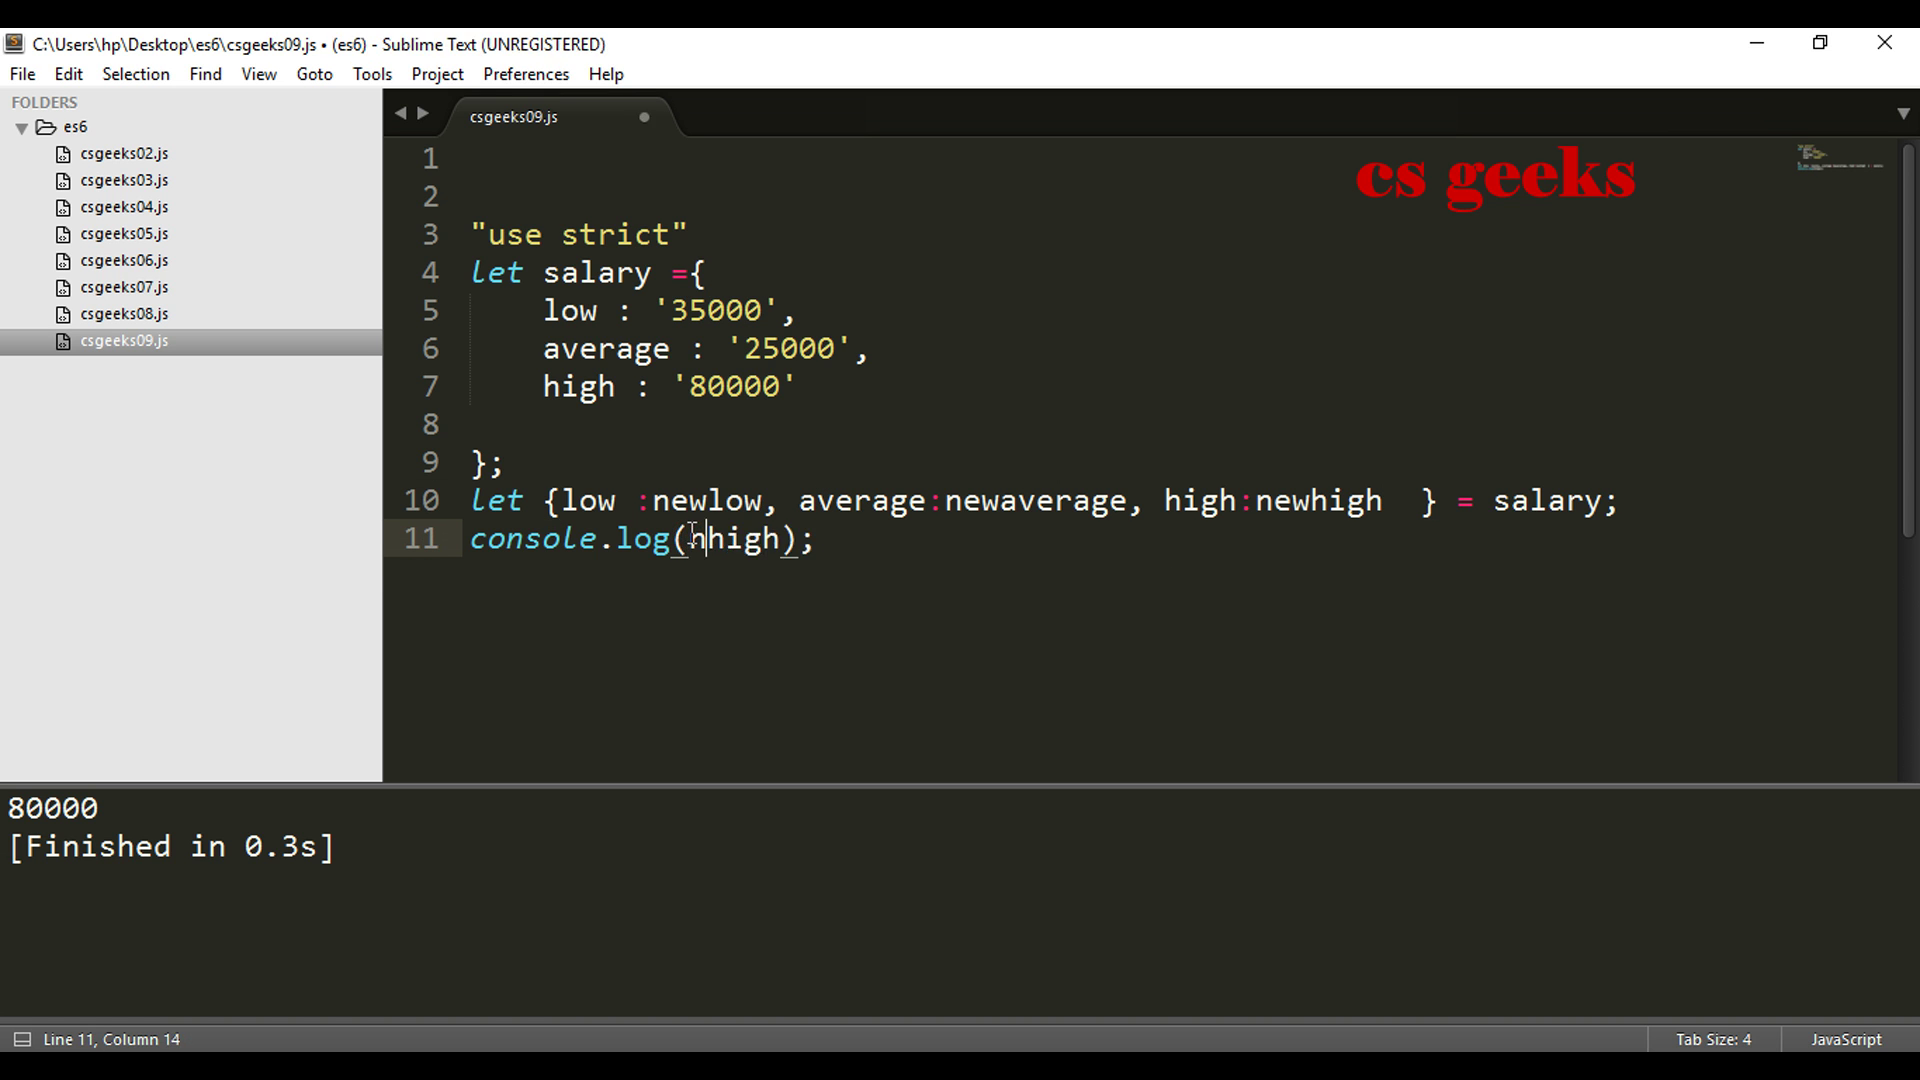 C:\Users\hp\Desktop\es6\csgeeks09.js • (es6) - Sublime Text (UNREGISTERED)
File Edit Selection Find View Goto Tools Project Preferences Help
FOLDERS
es6
csgeeks02.js
csgeeks03.js
csgeeks04.js
csgeeks05.js
csgeeks06.js
csgeeks07.js
csgeeks08.js
csgeeks09.js
csgeeks09.js
cs geeks
1
2
3 "use strict"
4 let salary ={
5     low : '35000',
6     average : '25000',
7     high : '80000'
8
9 };
10 let {low :newlow, average:newaverage, high:newhigh  } = salary;
11 console.log(nhigh);
80000
[Finished in 0.3s]
Line 11, Column 14
Tab Size: 4
JavaScript